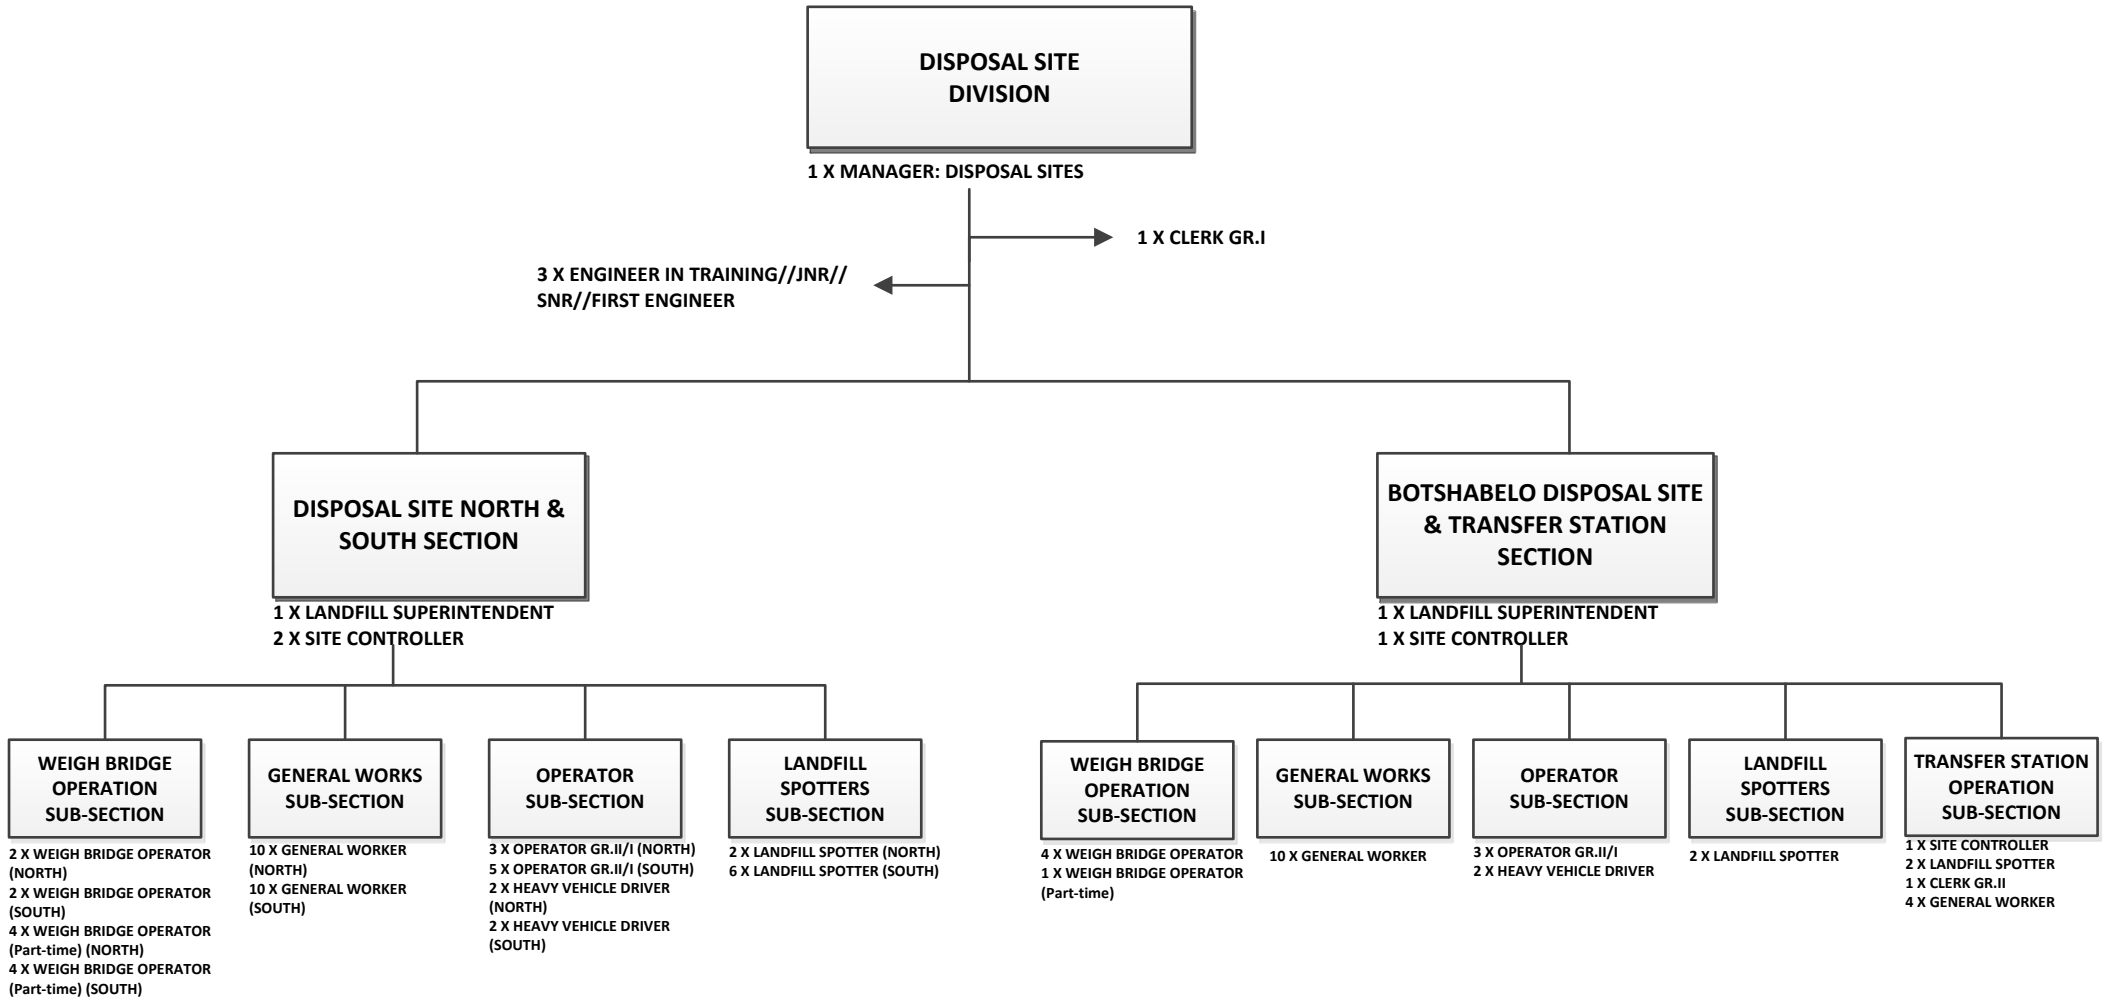 DISPOSAL SITE
DIVISION
1 X MANAGER: DISPOSAL SITES
1 X CLERK GR.I
3 X ENGINEER IN TRAINING//JNR//
SNR//FIRST ENGINEER
DISPOSAL SITE NORTH &
SOUTH SECTION
1 X LANDFILL SUPERINTENDENT
2 X SITE CONTROLLER
BOTSHABELO DISPOSAL SITE
& TRANSFER STATION
SECTION
1 X LANDFILL SUPERINTENDENT
1 X SITE CONTROLLER
WEIGH BRIDGE
OPERATION
SUB-SECTION
2 X WEIGH BRIDGE OPERATOR
(NORTH)
2 X WEIGH BRIDGE OPERATOR
(SOUTH)
4 X WEIGH BRIDGE OPERATOR
(Part-time) (NORTH)
4 X WEIGH BRIDGE OPERATOR
(Part-time) (SOUTH)
GENERAL WORKS
SUB-SECTION
10 X GENERAL WORKER
(NORTH)
10 X GENERAL WORKER
(SOUTH)
OPERATOR
SUB-SECTION
3 X OPERATOR GR.II/I (NORTH)
5 X OPERATOR GR.II/I (SOUTH)
2 X HEAVY VEHICLE DRIVER
(NORTH)
2 X HEAVY VEHICLE DRIVER
(SOUTH)
LANDFILL
SPOTTERS
SUB-SECTION
2 X LANDFILL SPOTTER (NORTH)
6 X LANDFILL SPOTTER (SOUTH)
WEIGH BRIDGE
OPERATION
SUB-SECTION
4 X WEIGH BRIDGE OPERATOR
1 X WEIGH BRIDGE OPERATOR
(Part-time)
GENERAL WORKS
SUB-SECTION
10 X GENERAL WORKER
OPERATOR
SUB-SECTION
3 X OPERATOR GR.II/I
2 X HEAVY VEHICLE DRIVER
LANDFILL
SPOTTERS
SUB-SECTION
2 X LANDFILL SPOTTER
TRANSFER STATION
OPERATION
SUB-SECTION
1 X SITE CONTROLLER
2 X LANDFILL SPOTTER
1 X CLERK GR.II
4 X GENERAL WORKER